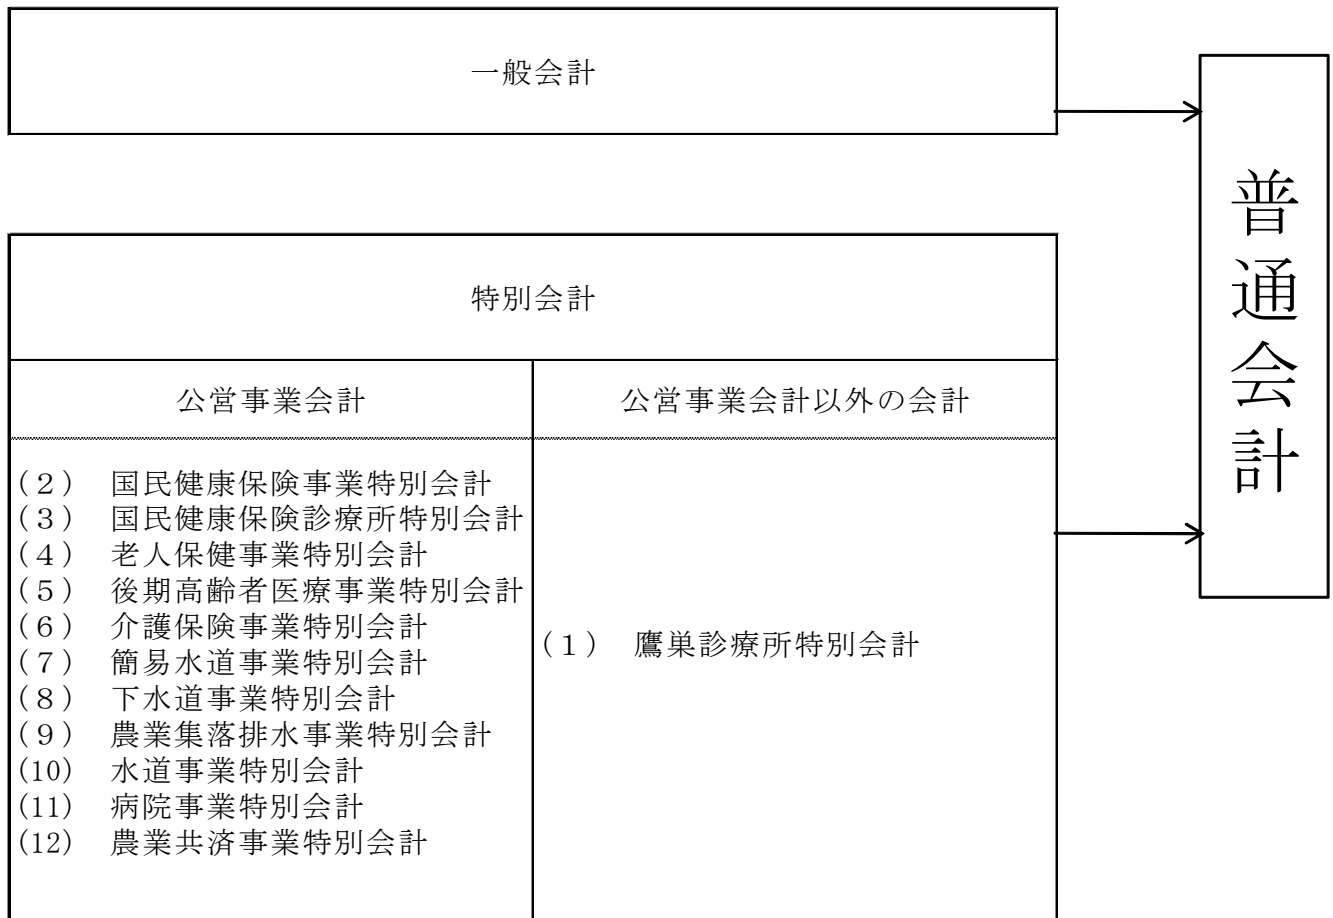 一般会計
普通会計
特別会計
公営事業会計
公営事業会計以外の会計
(２) 国民健康保険事業特別会計
(３) 国民健康保険診療所特別会計
(４) 老人保健事業特別会計
(５) 後期高齢者医療事業特別会計
(６) 介護保険事業特別会計
(７) 簡易水道事業特別会計
(８) 下水道事業特別会計
(９) 農業集落排水事業特別会計
(10) 水道事業特別会計
(11) 病院事業特別会計
(12) 農業共済事業特別会計
(１) 鷹巣診療所特別会計